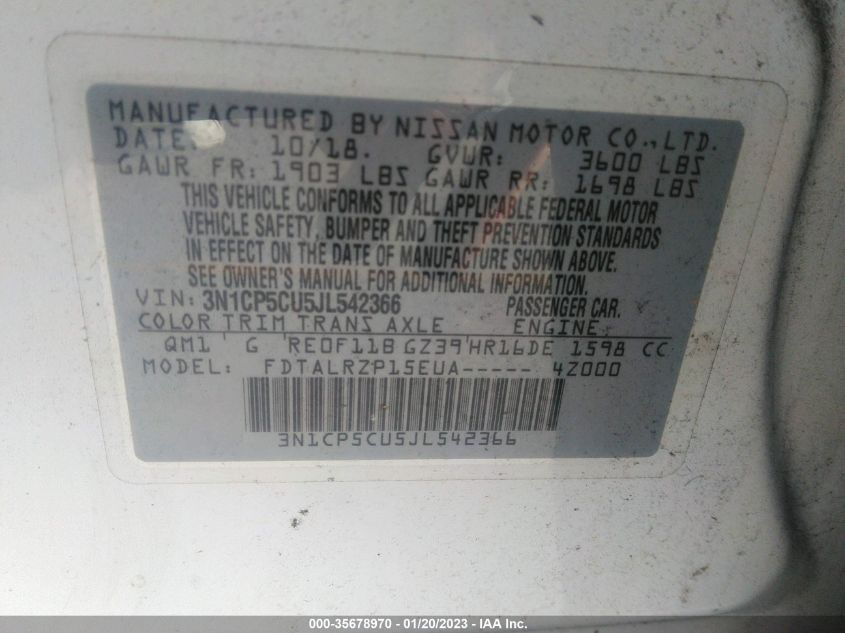 MANUFACTURED BY NISSAN MOTOR CO., LTD.
DATE: 10/18. GVWR: 3600 LBS
GAWR FR: 1903 LBS GAWR RR: 1698 LBS
THIS VEHICLE CONFORMS TO ALL APPLICABLE FEDERAL MOTOR
VEHICLE SAFETY, BUMPER AND THEFT PREVENTION STANDARDS
IN EFFECT ON THE DATE OF MANUFACTURE SHOWN ABOVE.
SEE OWNER'S MANUAL FOR ADDITIONAL INFORMATION.
VIN: 3N1CP5CU5JL542366 PASSENGER CAR.
COLOR TRIM TRANS AXLE ENGINE
QM1 G RE0F11B GZ39 HR16DE 1598 CC
MODEL: FDTALRZP15EUA----- 4Z000
3N1CP5CU5JL542366
000-35678970 - 01/20/2023 - IAA Inc.